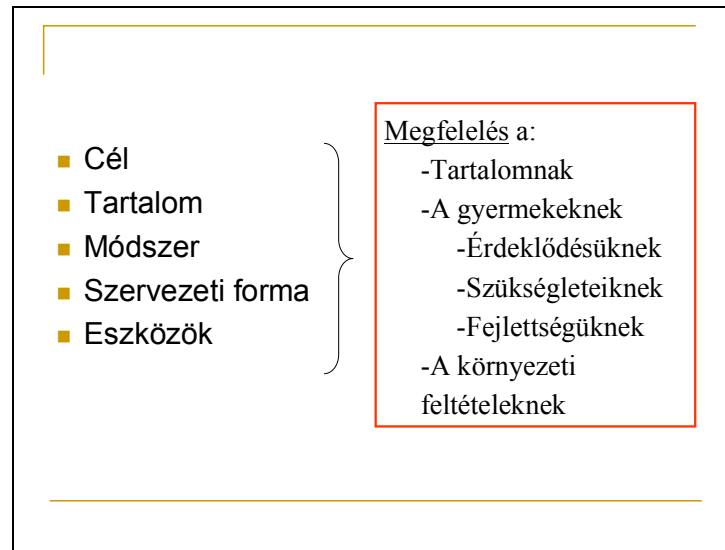 Cél
Tartalom
Módszer
Szervezeti forma
Eszközök
Megfelelés a:
-Tartalomnak
-A gyermekeknek
-Érdeklődésüknek
-Szükségleteiknek
-Fejlettségüknek
-A környezeti
feltételeknek